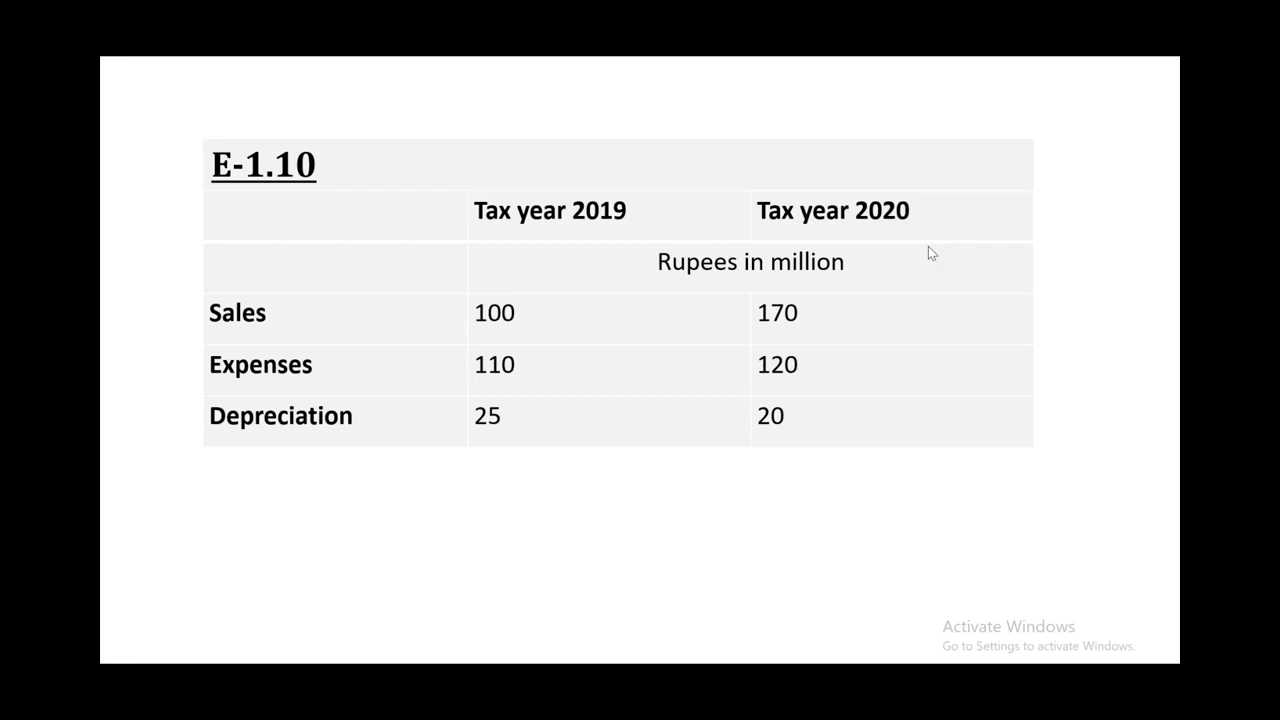 E-1.10
Tax year 2019 Tax year 2020
Rupees in million
Sales 100 170
Expenses 110 120
Depreciation 25 20
Activate Windows
Go to Settings to activate Windows.